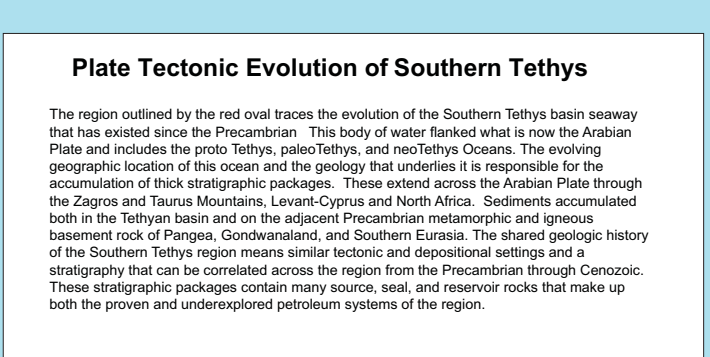 Plate Tectonic Evolution of Southern Tethys
The region outlined by the red oval traces the evolution of the Southern Tethys basin seaway
that has existed since the Precambrian   This body of water flanked what is now the Arabian
Plate and includes the proto Tethys, paleoTethys, and neoTethys Oceans. The evolving
geographic location of this ocean and the geology that underlies it is responsible for the
accumulation of thick stratigraphic packages.  These extend across the Arabian Plate through
the Zagros and Taurus Mountains, Levant-Cyprus and North Africa.  Sediments accumulated
both in the Tethyan basin and on the adjacent Precambrian metamorphic and igneous
basement rock of Pangea, Gondwanaland, and Southern Eurasia. The shared geologic history
of the Southern Tethys region means similar tectonic and depositional settings and a
stratigraphy that can be correlated across the region from the Precambrian through Cenozoic.
These stratigraphic packages contain many source, seal, and reservoir rocks that make up
both the proven and underexplored petroleum systems of the region.